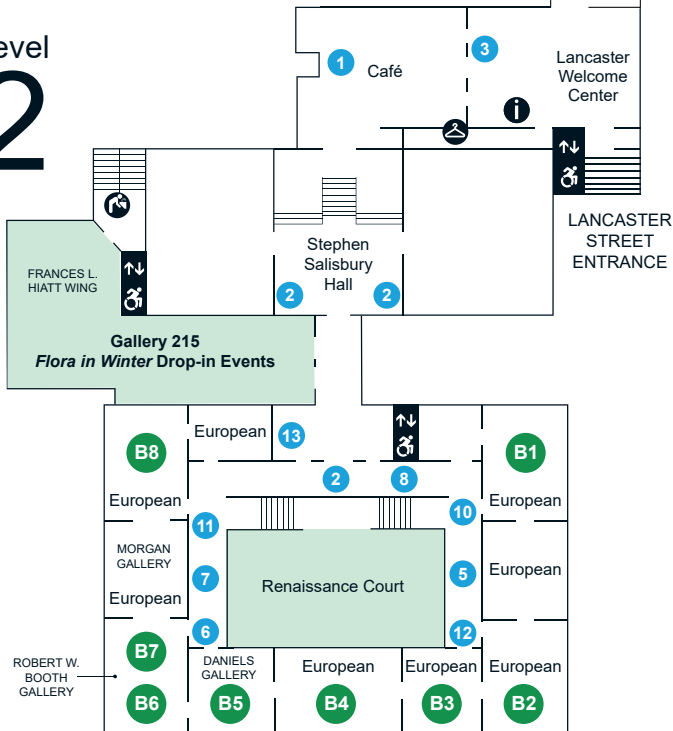 evel
2
1
Café
3
Lancaster
Welcome
Center
i
LANCASTER
STREET
ENTRANCE
Stephen
Salisbury
Hall
2
2
FRANCES L.
HIATT WING
Gallery 215
Flora in Winter Drop-in Events
European
13
B8
European
B1
European
2
8
10
11
MORGAN
GALLERY
European
7
Renaissance Court
5
European
6
12
B7
ROBERT W.
BOOTH
GALLERY
B6
DANIELS
GALLERY
B5
European
B4
European
B3
European
B2